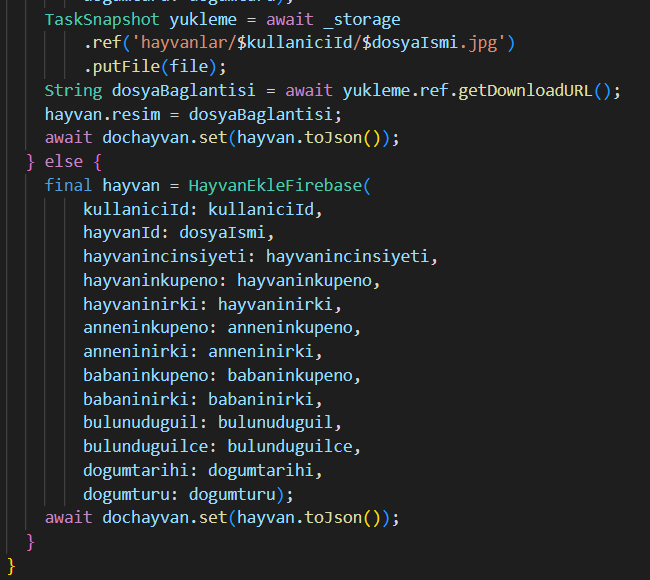 TaskSnapshot yukleme = await _storage
.ref('hayvanlar/$kullaniciId/$dosyaIsmi.jpg')
.putFile(file);
String dosyaBaglantisi = await yukleme.ref.getDownloadURL();
hayvan.resim = dosyaBaglantisi;
await dochayvan.set(hayvan.toJson());
} else {
final hayvan = HayvanEkleFirebase(
kullaniciId: kullaniciId,
hayvanId: dosyaIsmi,
hayvanincinsiyeti: hayvanincinsiyeti,
hayvaninkupeno: hayvaninkupeno,
hayvaninirki: hayvaninirki,
anneninkupeno: anneninkupeno,
anneninirki: anneninirki,
babaninkupeno: babaninkupeno,
babaninirki: babaninirki,
bulunuduguil: bulunuduguil,
bulunduguilce: bulunduguilce,
dogumtarihi: dogumtarihi,
dogumturu: dogumturu);
await dochayvan.set(hayvan.toJson());
}
}